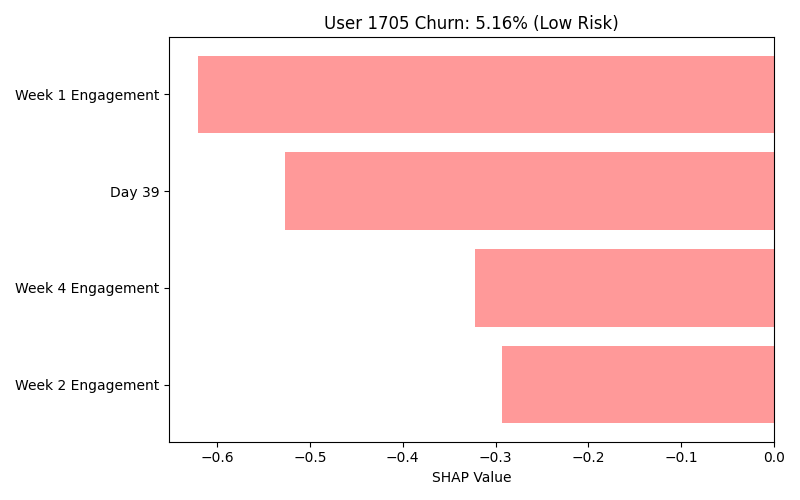 User 1705 Churn: 5.16% (Low Risk)
Week 1 Engagement
Day 39
Week 4 Engagement
Week 2 Engagement
−0.6 −0.5 −0.4 −0.3 −0.2 −0.1 0.0
SHAP Value